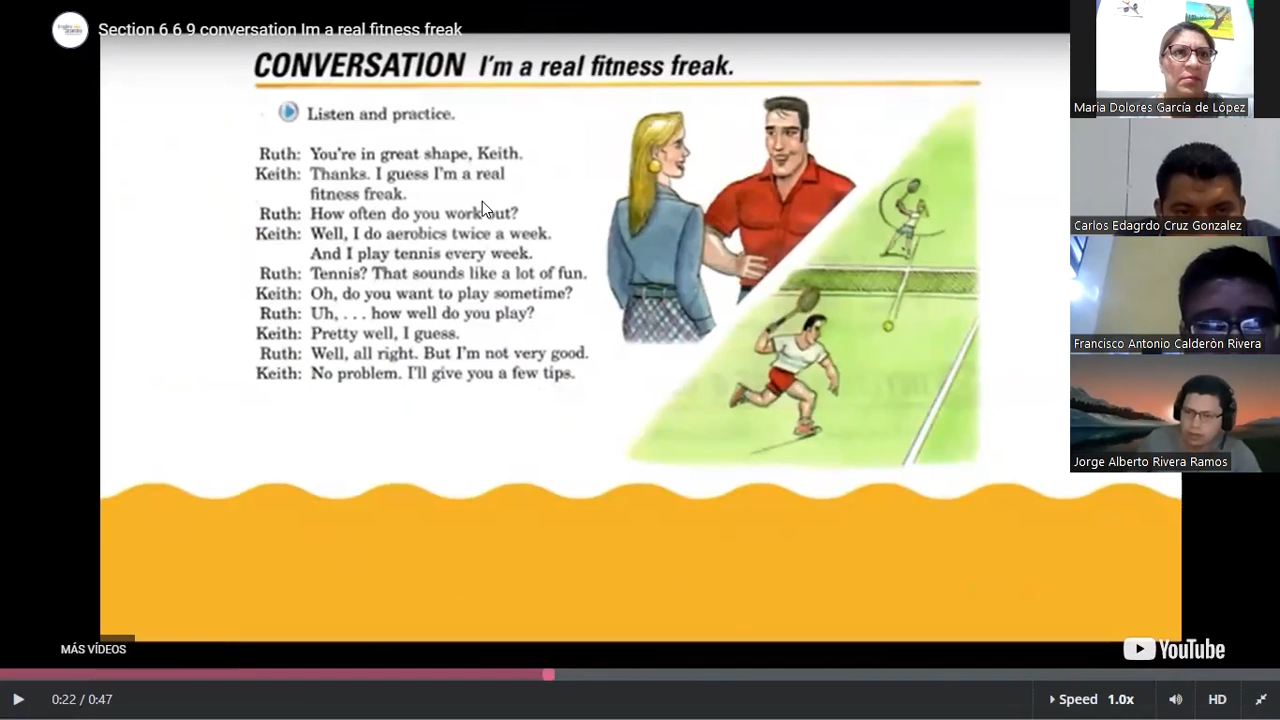 Section 6 6 9 conversation Im a real fitness freak
CONVERSATION I'm a real fitness freak.
Listen and practice.
Ruth: You're in great shape, Keith.
Keith: Thanks. I guess I'm a real
fitness freak.
Ruth: How often do you work out?
Keith: Well, I do aerobics twice a week.
And I play tennis every week.
Ruth: Tennis? That sounds like a lot of fun.
Keith: Oh, do you want to play sometime?
Ruth: Uh, . . . how well do you play?
Keith: Pretty well, I guess.
Ruth: Well, all right. But I'm not very good.
Keith: No problem. I'll give you a few tips.
Maria Dolores García de López
Carlos Edagrdo Cruz Gonzalez
Francisco Antonio Calderòn Rivera
Jorge Alberto Rivera Ramos
MÁS VÍDEOS
YouTube
0:22 / 0:47
Speed 1.0x
HD